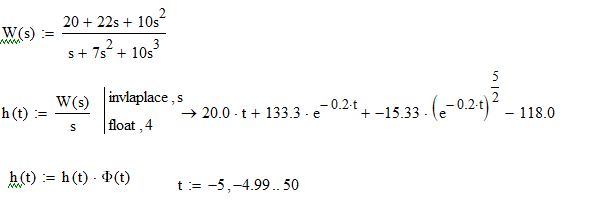 W(s) := (20 + 22s + 10s^2)/(s + 7s^2 + 10s^3)
h(t) := W(s)/s | invlaplace , s float , 4 → 20.0 · t + 133.3 · e^(-0.2·t) + -15.33 · (e^(-0.2·t))^(5/2) - 118.0
h(t) := h(t) · Φ(t) t := -5 , -4.99 .. 50